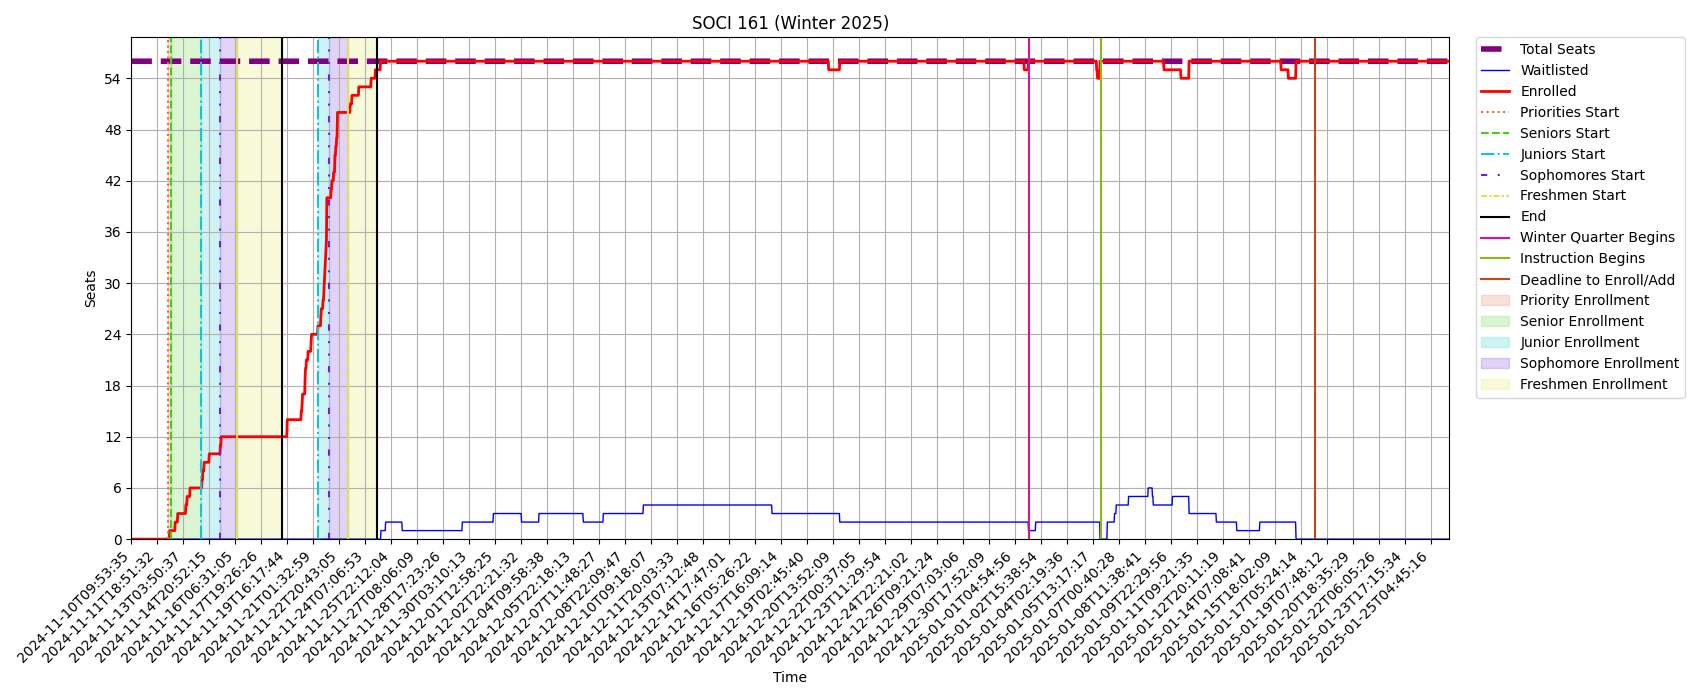 SOCI 161 (Winter 2025)
Total Seats
Waitlisted
Enrolled
Priorities Start
Seniors Start
Juniors Start
Sophomores Start
Freshmen Start
End
Winter Quarter Begins
Instruction Begins
Deadline to Enroll/Add
Priority Enrollment
Senior Enrollment
Junior Enrollment
Sophomore Enrollment
Freshmen Enrollment
Seats
54
48
42
36
30
24
18
12
6
0
2024-11-10T09:53:35
2024-11-11T18:51:32
2024-11-13T03:50:37
2024-11-14T20:52:15
2024-11-16T06:31:05
2024-11-17T19:26:26
2024-11-19T16:17:44
2024-11-21T01:32:59
2024-11-22T20:43:05
2024-11-24T07:06:53
2024-11-25T22:12:04
2024-11-27T08:06:09
2024-11-28T17:23:26
2024-11-30T03:10:13
2024-12-01T12:58:25
2024-12-02T22:21:32
2024-12-04T09:58:38
2024-12-05T22:18:13
2024-12-07T11:48:27
2024-12-08T22:09:47
2024-12-10T09:18:07
2024-12-11T20:03:33
2024-12-13T07:12:48
2024-12-14T17:47:01
2024-12-16T05:26:22
2024-12-17T16:09:14
2024-12-19T02:45:40
2024-12-20T13:52:09
2024-12-22T00:37:05
2024-12-23T11:29:54
2024-12-24T22:21:02
2024-12-26T09:21:24
2024-12-29T07:03:06
2024-12-30T17:52:09
2025-01-01T04:54:56
2025-01-02T15:38:54
2025-01-04T02:19:36
2025-01-05T13:17:17
2025-01-07T00:40:28
2025-01-08T11:38:41
2025-01-09T22:29:56
2025-01-11T09:21:35
2025-01-12T20:11:19
2025-01-14T07:08:41
2025-01-15T18:02:09
2025-01-17T05:24:14
2025-01-19T07:48:12
2025-01-20T18:35:29
2025-01-22T06:05:26
2025-01-23T17:15:34
2025-01-25T04:45:16
Time